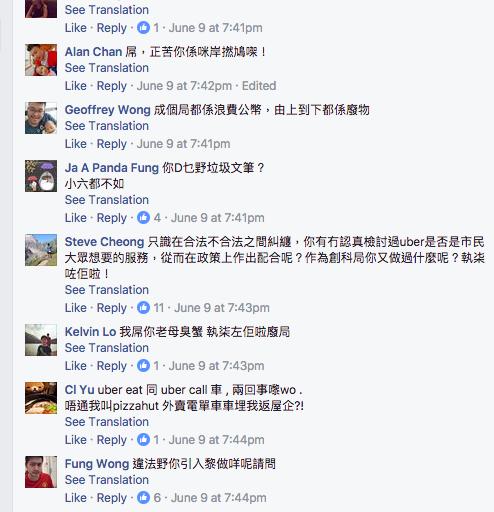 See Translation
Like · Reply · 1 · June 9 at 7:41pm
Alan Chan 屌，正苦你係咪岸撚鳩㗎！
See Translation
Like · Reply · June 9 at 7:42pm · Edited
Geoffrey Wong 成個局都係浪費公幣，由上到下都係廢物
See Translation
Like · Reply · June 9 at 7:41pm
Ja A Panda Fung 你D乜野垃圾文筆？
小六都不如
See Translation
Like · Reply · 4 · June 9 at 7:41pm
Steve Cheong 只識在合法不合法之間糾纏，你有冇認真檢討過uber是否是市民
大眾想要的服務，從而在政策上作出配合呢？作為創科局你又做過什麼呢？執柒
咗佢啦！
See Translation
Like · Reply · 11 · June 9 at 7:43pm
Kelvin Lo 我屌你老母臭蟹 執柒左佢啦廢局
See Translation
Like · Reply · 1 · June 9 at 7:43pm
CI Yu uber eat 同 uber call 車 , 兩回事嚟wo .
唔通我叫pizzahut 外賣電單車車埋我返屋企?!
See Translation
Like · Reply · 1 · June 9 at 7:44pm
Fung Wong 違法野你引入黎做咩呢請問
See Translation
Like · Reply · 6 · June 9 at 7:44pm